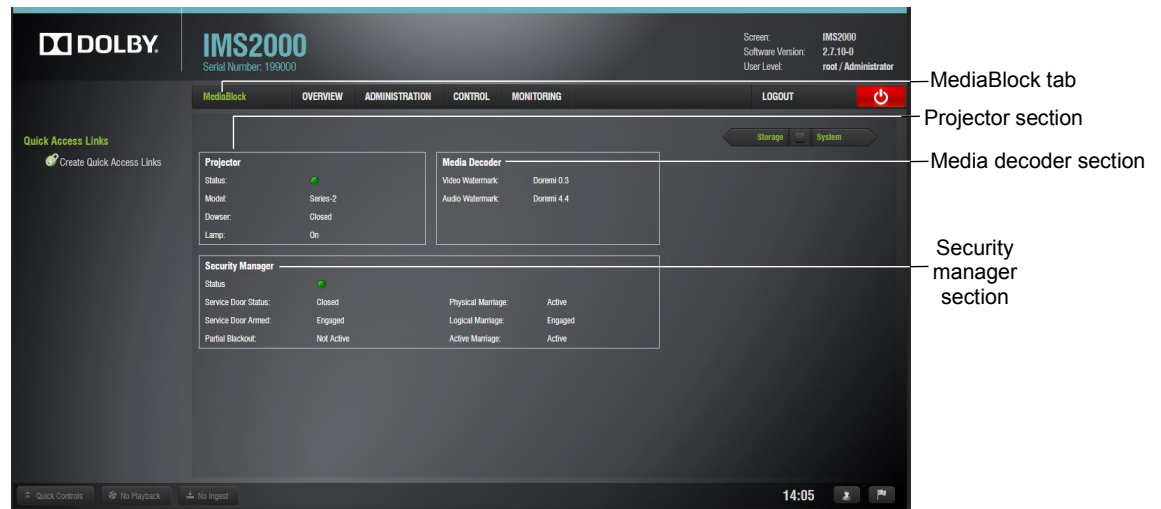 DOLBY.
IMS2000
Serial Number: 199000
Screen: IMS2000
Software Version: 2.7.10-0
User Level: root / Administrator
MediaBlock OVERVIEW ADMINISTRATION CONTROL MONITORING LOGOUT
MediaBlock tab
Projector section
Media decoder section
Security
manager
section
Quick Access Links
Create Quick Access Links
Storage System
Projector
Status:
Model: Series-2
Dowser: Closed
Lamp: On
Media Decoder
Video Watermark: Doremi 0.3
Audio Watermark: Doremi 4.4
Security Manager
Status
Service Door Status: Closed Physical Marriage: Active
Service Door Armed: Engaged Logical Marriage: Engaged
Partial Blackout: Not Active Active Marriage: Active
Quick Controls No Playback No Ingest 14:05